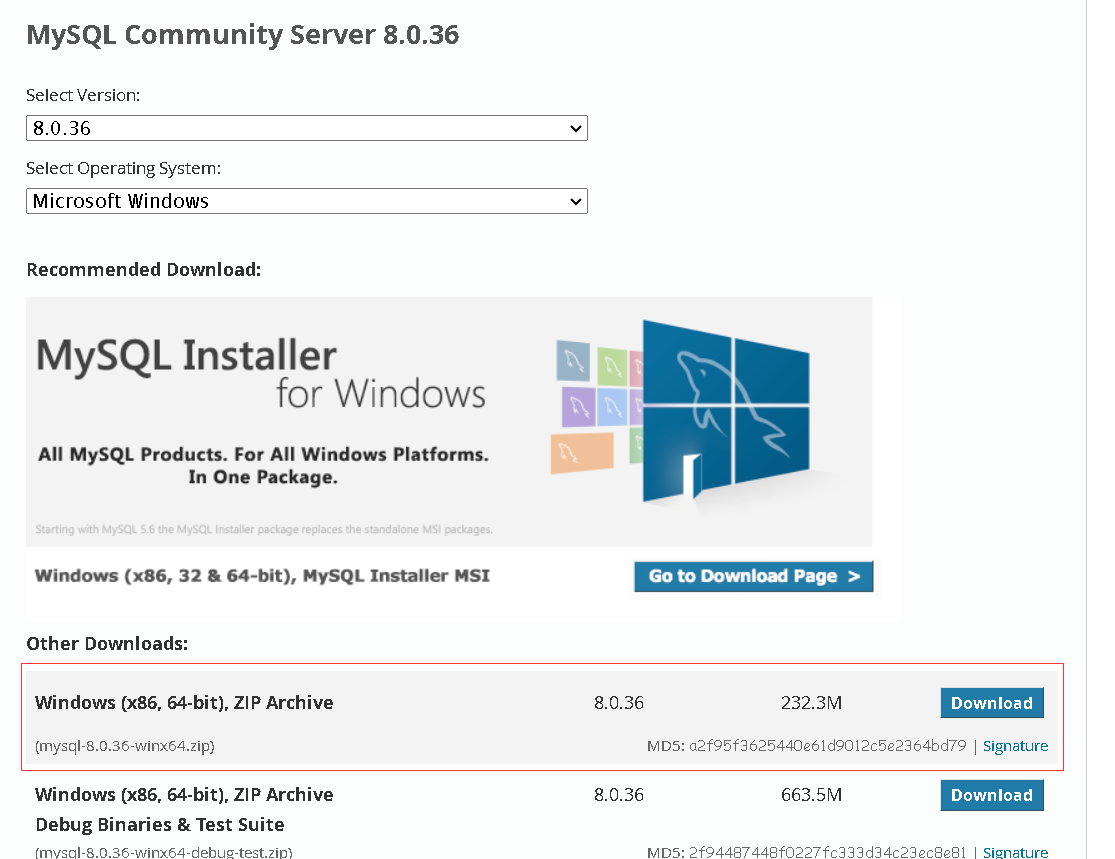 MySQL Community Server 8.0.36
Select Version:
8.0.36
Select Operating System:
Microsoft Windows
Recommended Download:
MySQL Installer
for Windows
All MySQL Products. For All Windows Platforms.
In One Package.
Starting with MySQL 5.6 the MySQL Installer package replaces the standalone MSI packages.
Windows (x86, 32 & 64-bit), MySQL Installer MSI
Go to Download Page >
Other Downloads:
Windows (x86, 64-bit), ZIP Archive 8.0.36 232.3M Download
(mysql-8.0.36-winx64.zip) MD5: a2f95f3625440e61d9012c5e2364bd79 | Signature
Windows (x86, 64-bit), ZIP Archive 8.0.36 663.5M Download
Debug Binaries & Test Suite
(mysql-8.0.36-winx64-debug-test.zip) MD5: 2f94487448f0227fc333d34c23ec8e81 | Signature